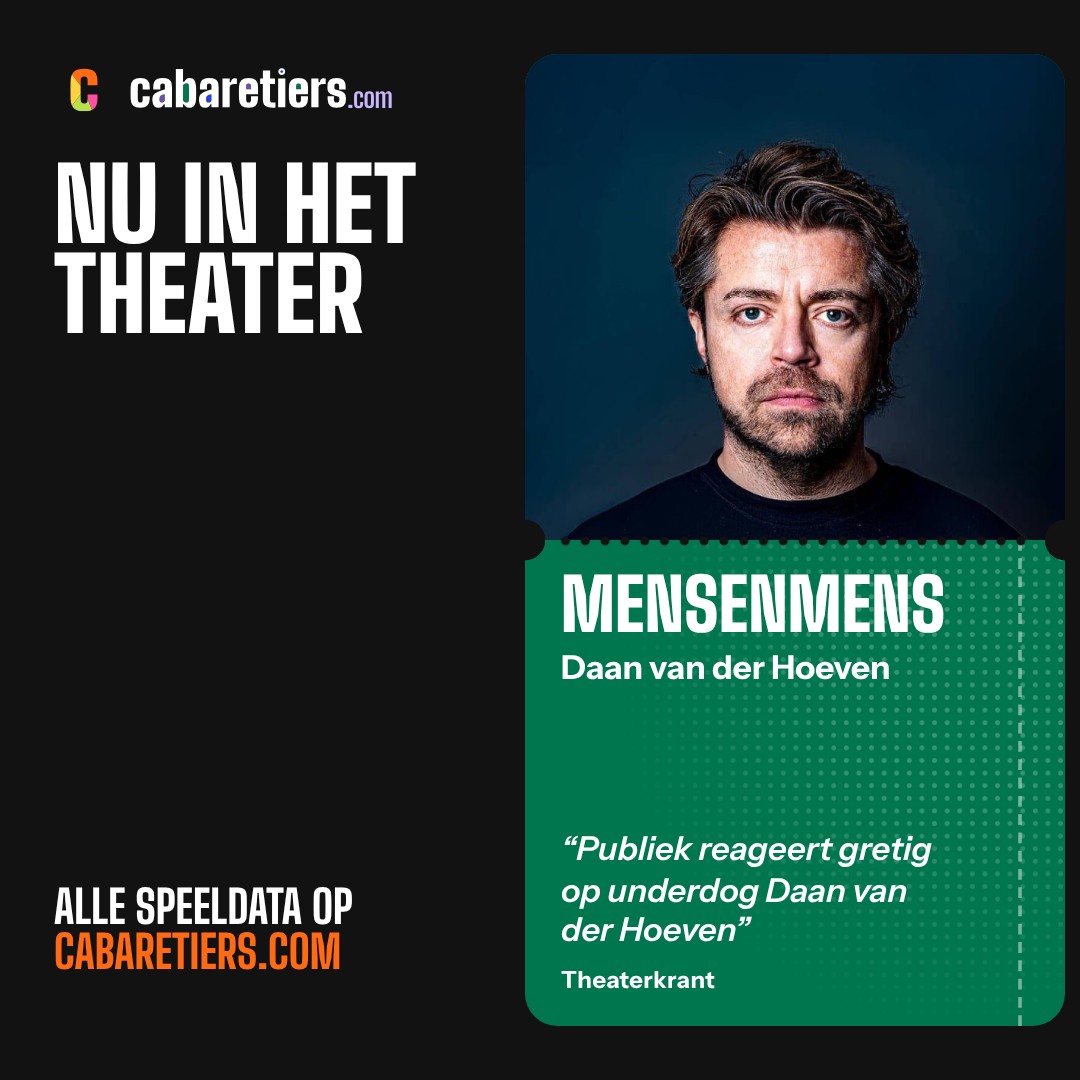 cabaretiers.com
NU IN HET
THEATER
MENSENMENS
Daan van der Hoeven
“Publiek reageert gretig
op underdog Daan van
der Hoeven”
Theaterkrant
ALLE SPEELDATA OP
CABARETIERS.COM